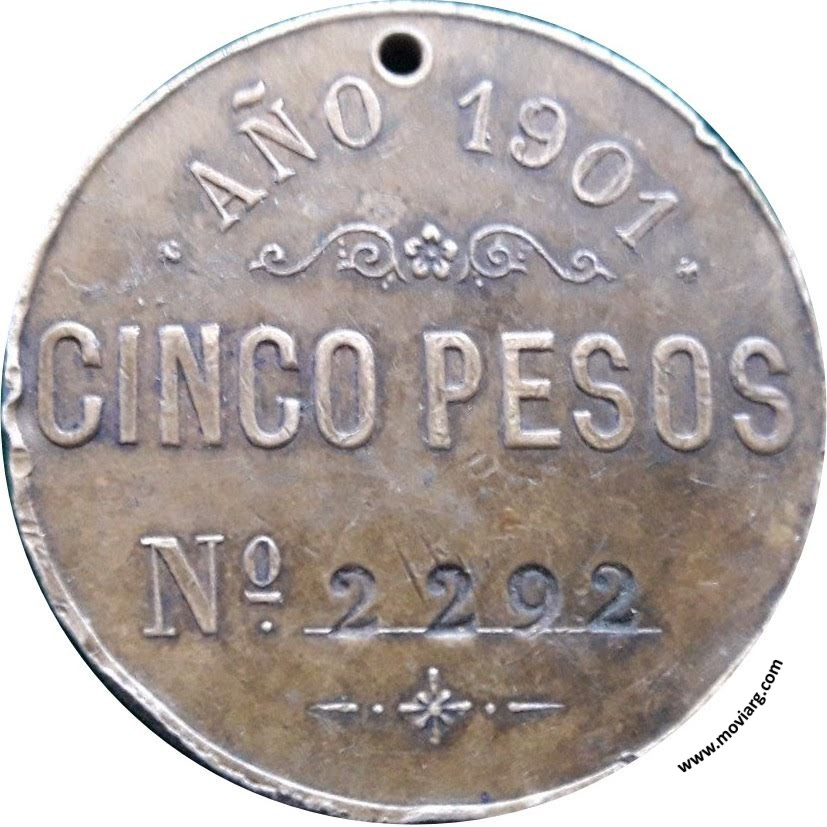 AÑO 1901
CINCO PESOS
Nº. 2292
www.moviarg.com